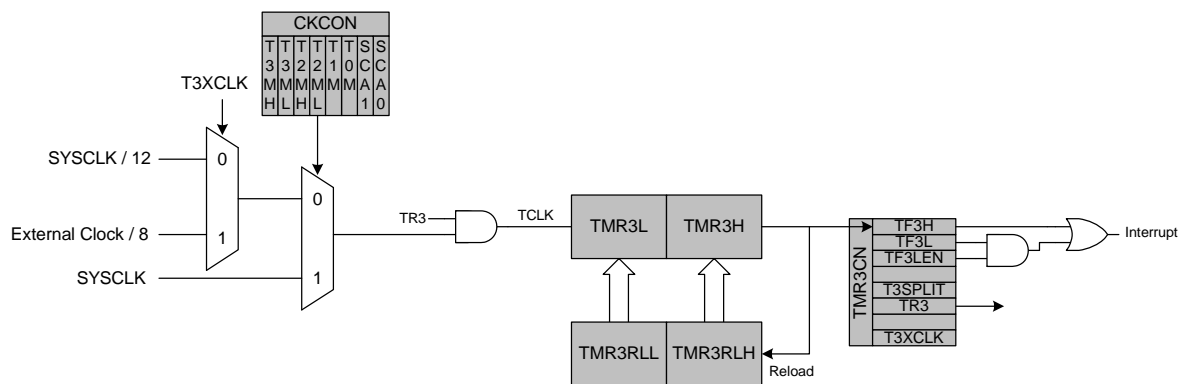 CKCON
T3MH
T3ML
T2MH
T2ML
T1M
T0M
SCA1
SCA0
T3XCLK
SYSCLK / 12
0
External Clock / 8
1
SYSCLK
0
1
TR3
TCLK
TMR3L
TMR3H
TMR3RLL
TMR3RLH
Reload
TMR3CN
TF3H
TF3L
TF3LEN
T3SPLIT
TR3
T3XCLK
Interrupt